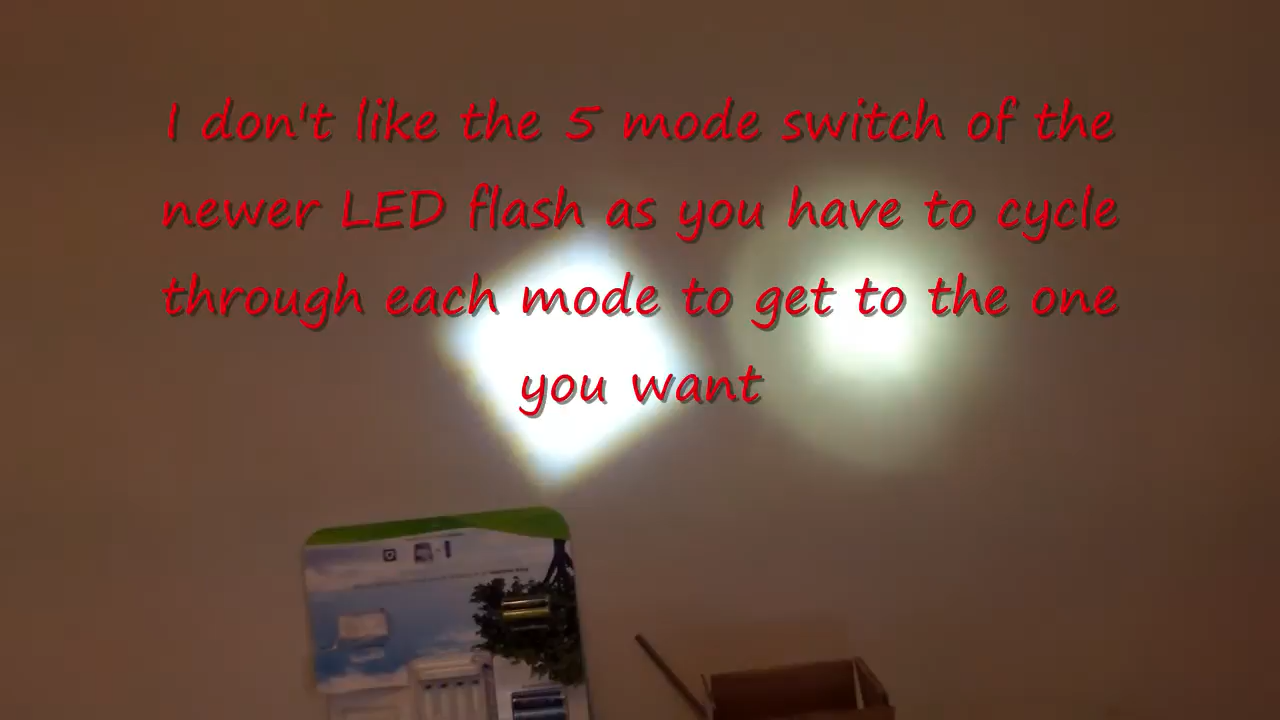 I don't like the 5 mode switch of the
newer LED flash as you have to cycle
through each mode to get to the one
you want